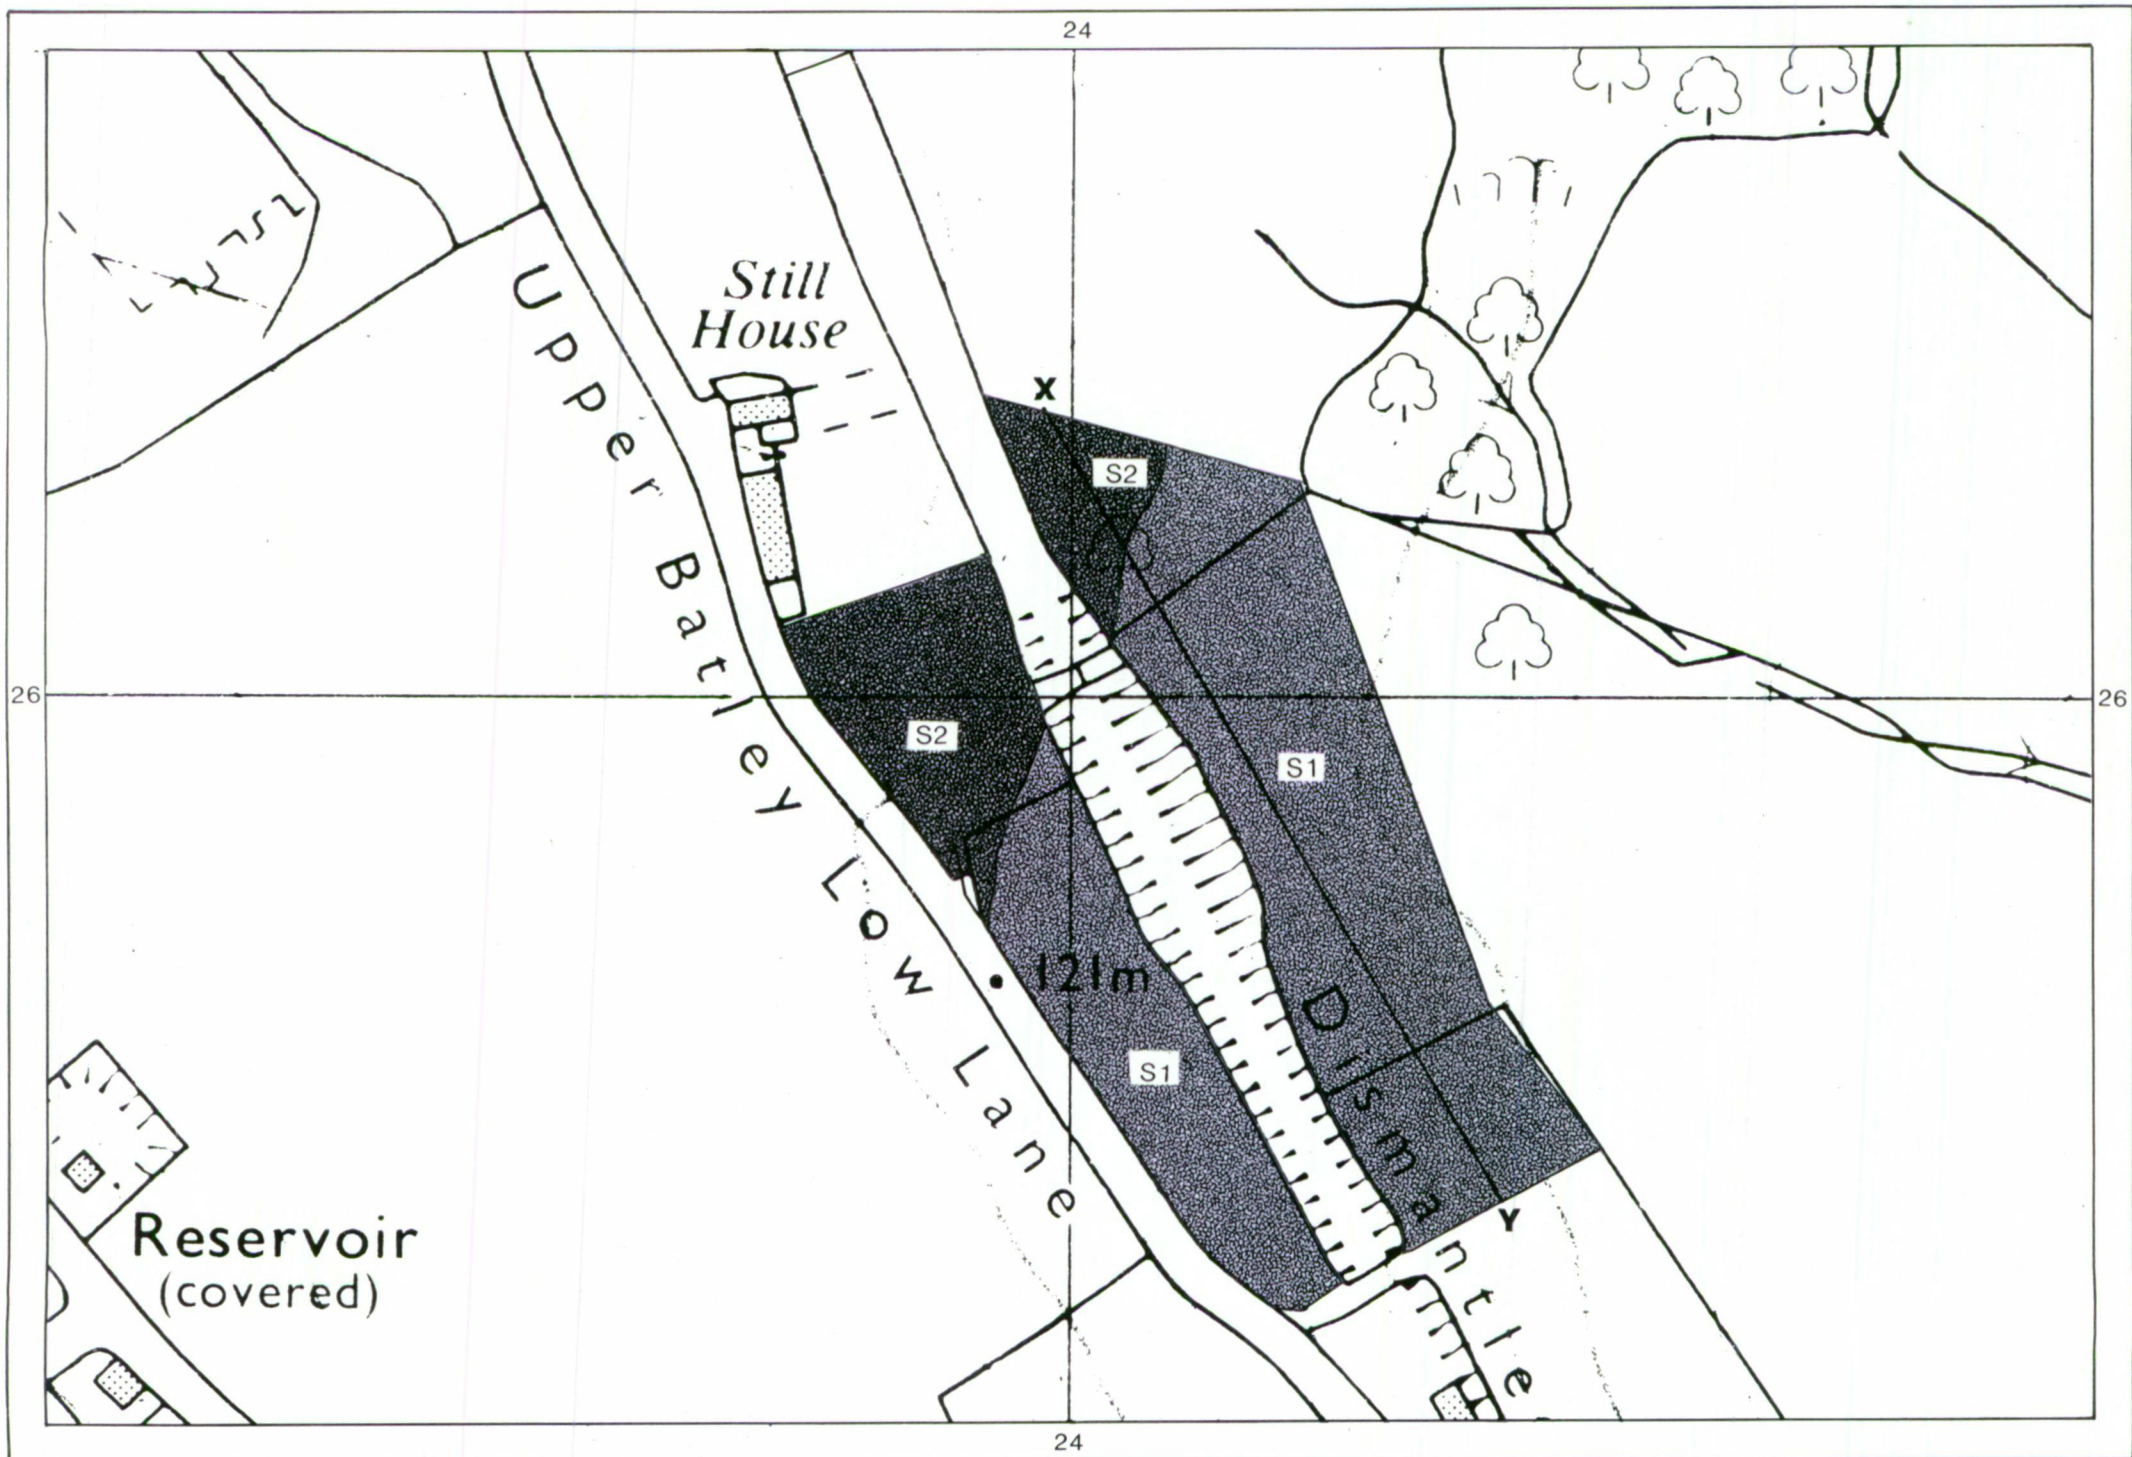 24
Still
House
Upper Batley Low Lane
X
S2
26
26
S2
S1
121m
S1
Dismantle
Y
Reservoir
(covered)
24